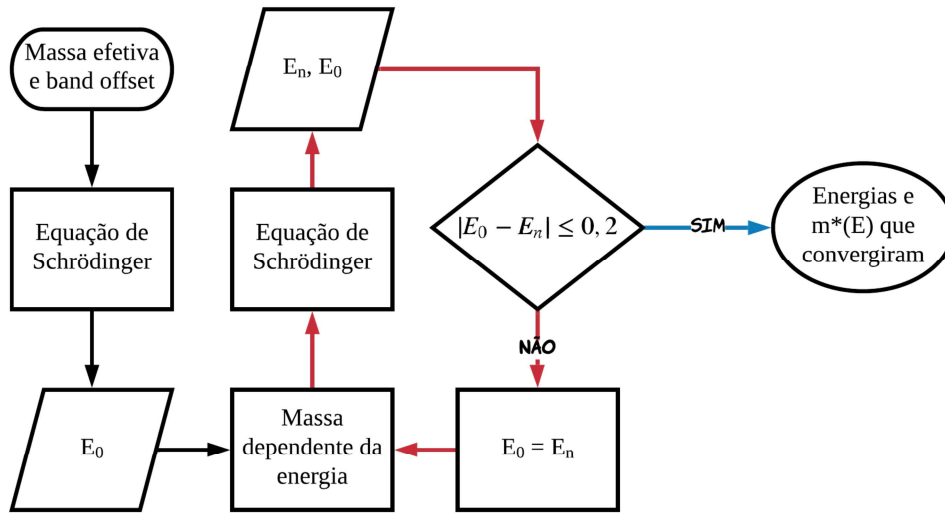 Massa efetiva
e band offset
Equação de
Schrödinger
E₀
Massa
dependente da
energia
Equação de
Schrödinger
Eₙ, E₀
|E₀ − Eₙ| ≤ 0, 2
SIM
Energias e
m*(E) que
convergiram
NÃO
E₀ = Eₙ